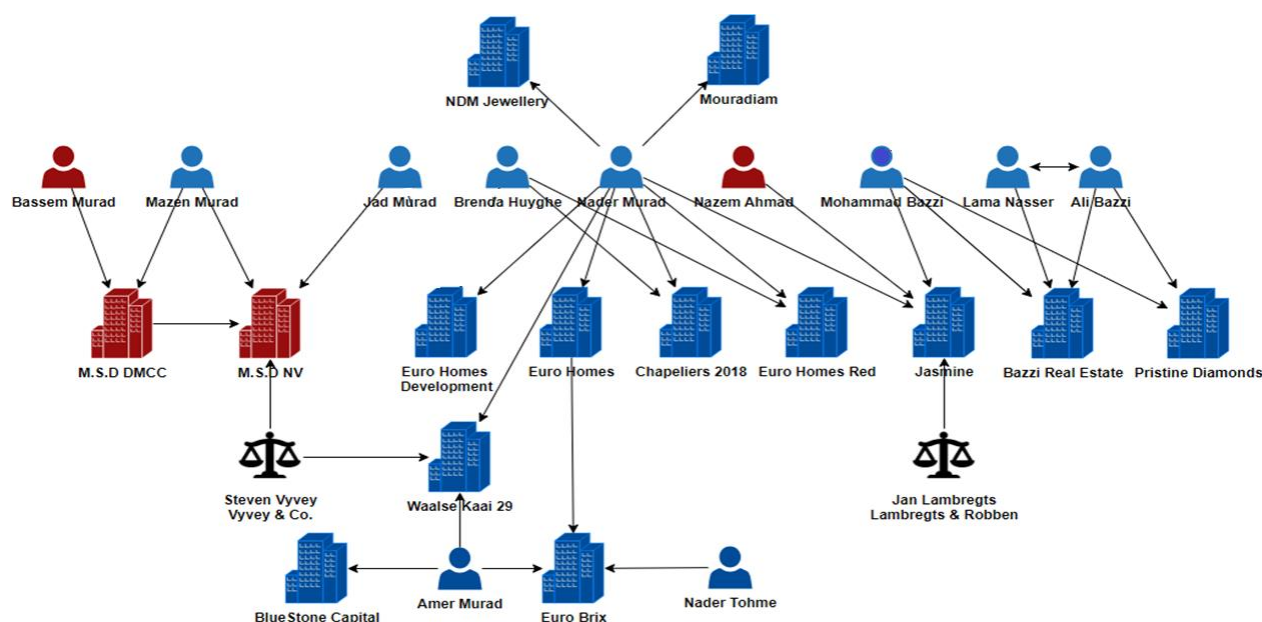 NDM Jewellery
Mouradiam
Bassem Murad
Mazen Murad
Jad Mùrad
Brenda Huyghe
Nader Murad
Nazem Ahmad
Mohammad Bazzi
Lama Nasser
Ali Bazzi
M.S.D DMCC
M.S.D NV
Euro Homes
Development
Euro Homes
Chapeliers 2018
Euro Homes Red
Jasmine
Bazzi Real Estate
Pristine Diamonds
Steven Vyvey
Vyvey & Co.
Waalse Kaai 29
Jan Lambregts
Lambregts & Robben
BlueStone Capital
Amer Murad
Euro Brix
Nader Tohme